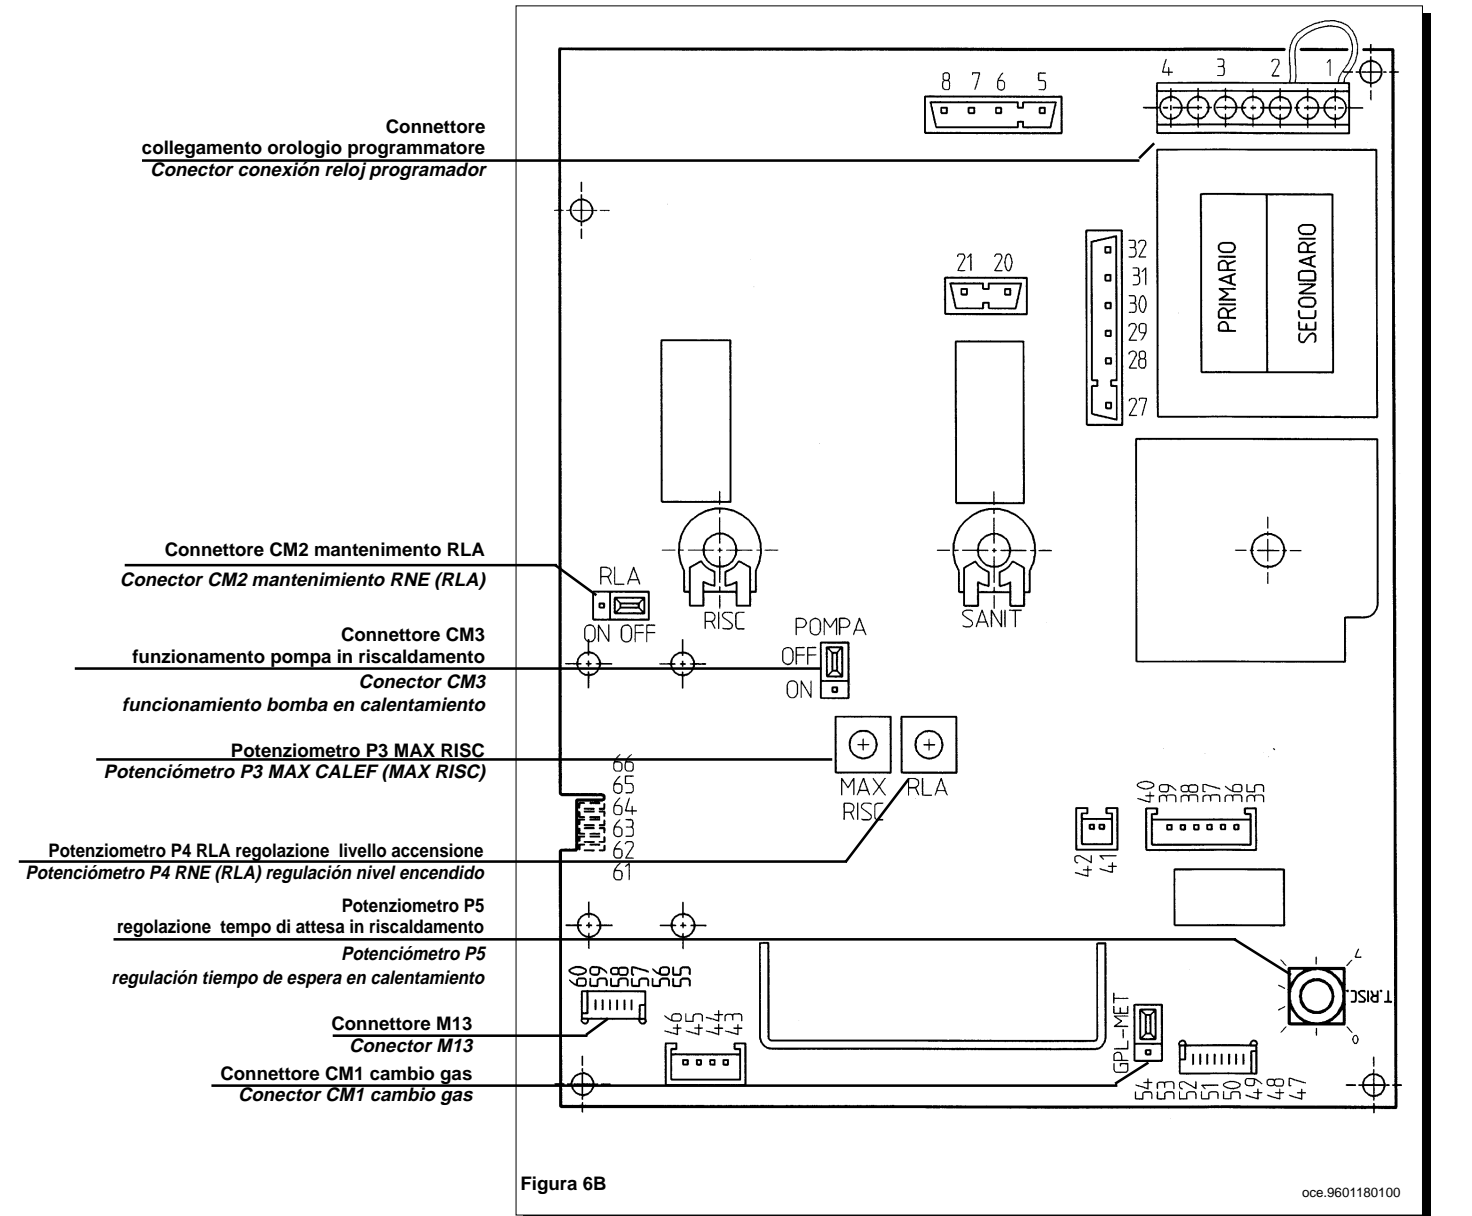 8 7 6 5
4 3 2 1
Connettore
collegamento orologio programmatore
Conector conexión reloj programador
PRIMARIO
SECONDARIO
32
31
30
29
28
27
21 20
Connettore CM2 mantenimento RLA
Conector CM2 mantenimiento RNE (RLA)
RLA
ON OFF
RISC
SANIT
POMPA
OFF
ON
Connettore CM3
funzionamento pompa in riscaldamento
Conector CM3
funcionamiento bomba en calentamiento
Potenziometro P3 MAX RISC
Potenciómetro P3 MAX CALEF (MAX RISC)
MAX
RISC
RLA
66
65
64
63
62
61
40 39 38 37 36 35
42 41
Potenziometro P4 RLA regolazione livello accensione
Potenciómetro P4 RNE (RLA) regulación nivel encendido
Potenziometro P5
regolazione tempo di attesa in riscaldamento
Potenciómetro P5
regulación tiempo de espera en calentamiento
60 59 58 57 56 55
7
T.RISC.
0
46 45 44 43
GPL-MET
Connettore M13
Conector M13
Connettore CM1 cambio gas
Conector CM1 cambio gas
54 53 52 51 50 49 48 47
Figura 6B
oce.9601180100